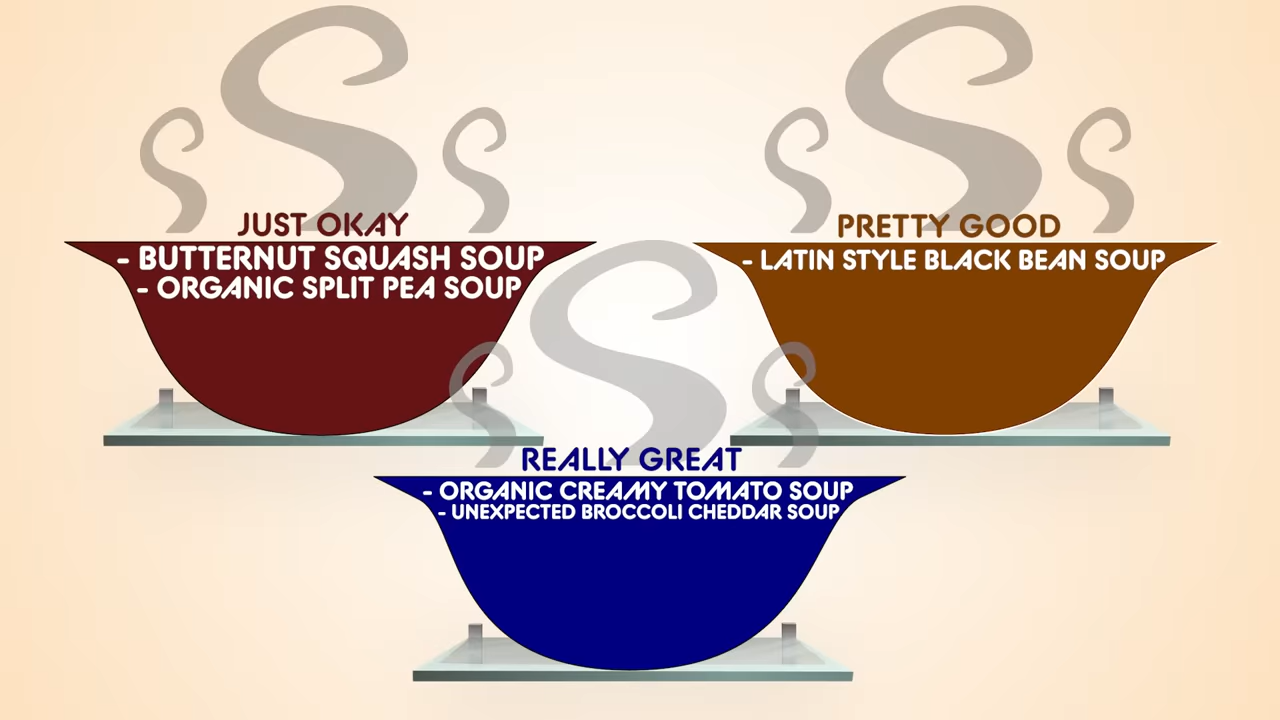 JUST OKAY
- BUTTERNUT SQUASH SOUP
- ORGANIC SPLIT PEA SOUP
PRETTY GOOD
- LATIN STYLE BLACK BEAN SOUP
REALLY GREAT
- ORGANIC CREAMY TOMATO SOUP
- UNEXPECTED BROCCOLI CHEDDAR SOUP